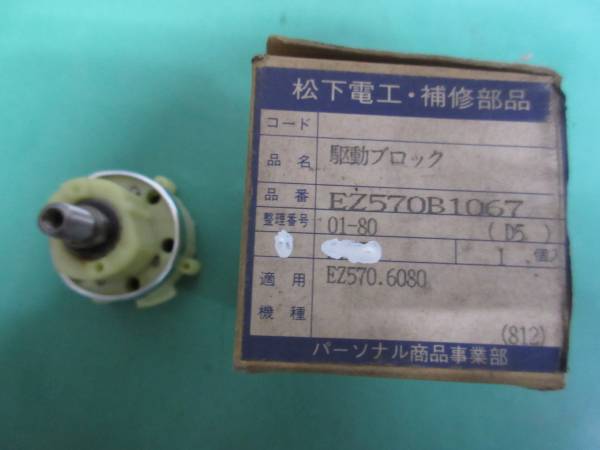 松下電工・補修部品
コード
品名 駆動ブロック
品番 EZ570B1067
整理番号 01-80 (D5 )
1 個入
適用機種 EZ570.6080
(812)
パーソナル商品事業部